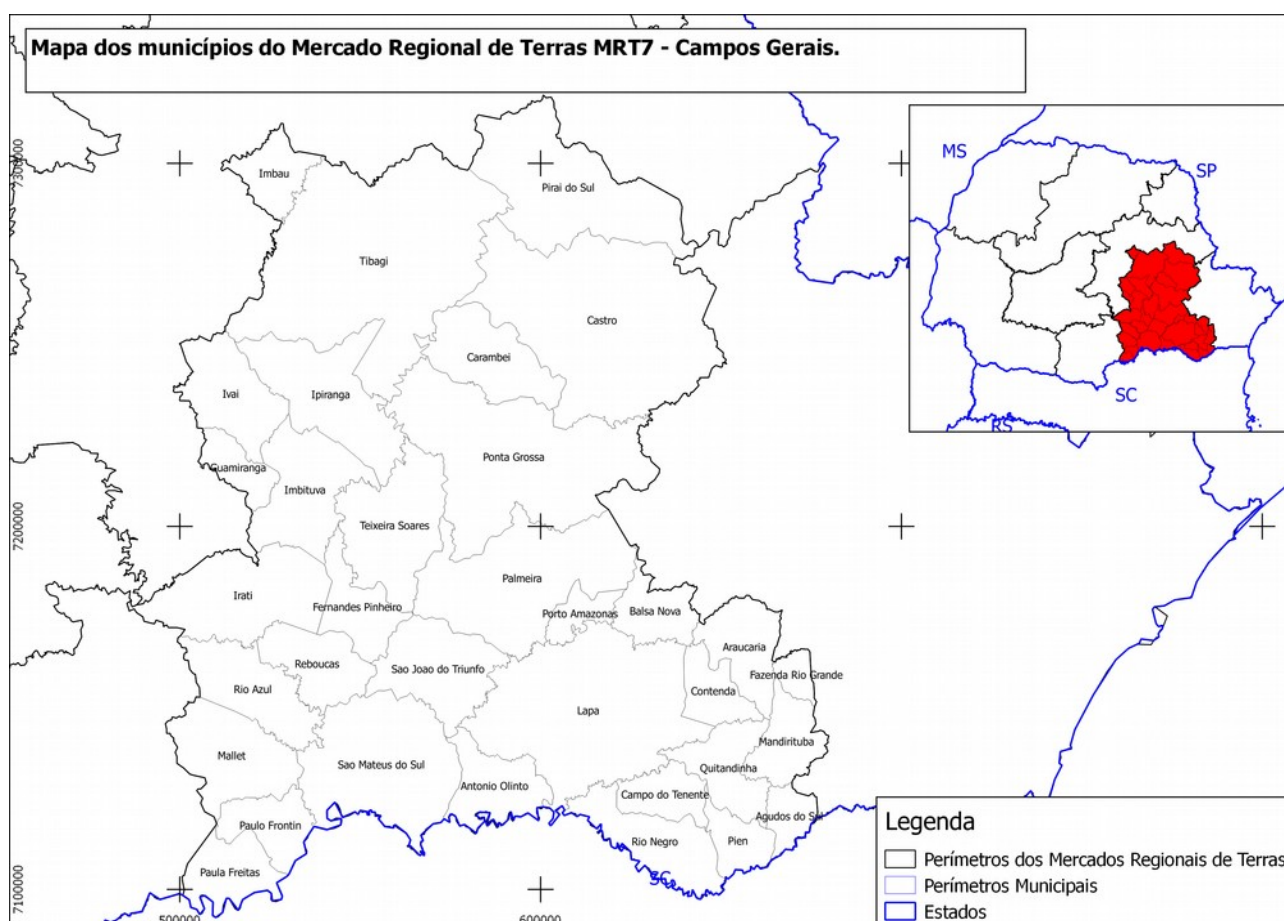 Mapa dos municípios do Mercado Regional de Terras MRT7 - Campos Gerais.
MS
SP
SC
RS
7300000
7200000
7100000
500000
600000
Imbau
Pirai do Sul
Tibagi
Castro
Carambei
Ivai
Ipiranga
Ponta Grossa
Guamiranga
Imbituva
Teixeira Soares
Palmeira
Irati
Fernandes Pinheiro
Porto Amazonas
Balsa Nova
Araucaria
Reboucas
Sao Joao do Triunfo
Fazenda Rio Grande
Rio Azul
Contenda
Lapa
Mandirituba
Mallet
Sao Mateus do Sul
Quitandinha
Antonio Olinto
Campo do Tenente
Agudos do Sul
Paulo Frontin
Rio Negro
Pien
Paula Freitas
SC
Legenda
Perímetros dos Mercados Regionais de Terras
Perímetros Municipais
Estados